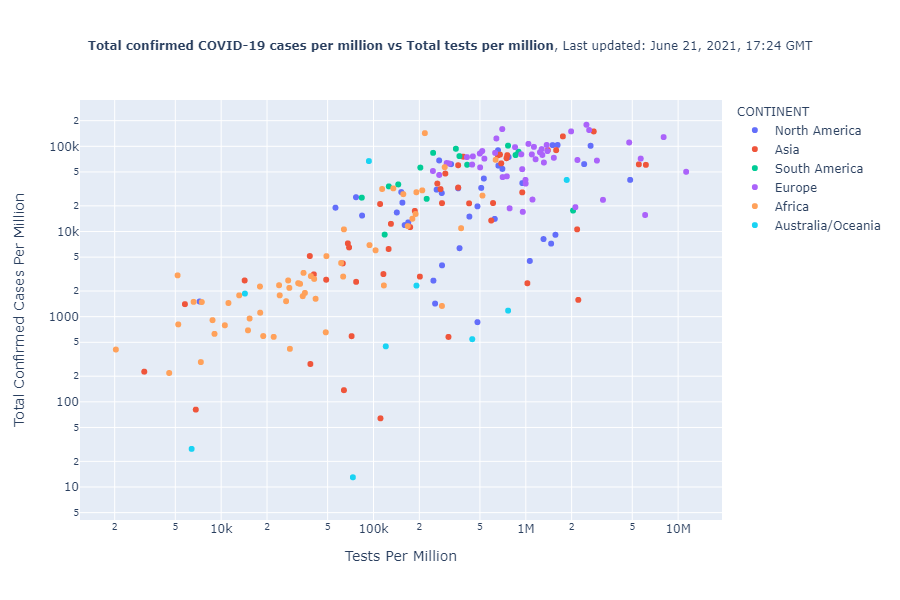 Total confirmed COVID-19 cases per million vs Total tests per million, Last updated: June 21, 2021, 17:24 GMT
CONTINENT
North America
Asia
South America
Europe
Africa
Australia/Oceania
Total Confirmed Cases Per Million
2
100k
5
2
10k
5
2
1000
5
2
100
5
2
10
5
2
5
10k
2
5
100k
2
5
1M
2
5
10M
Tests Per Million